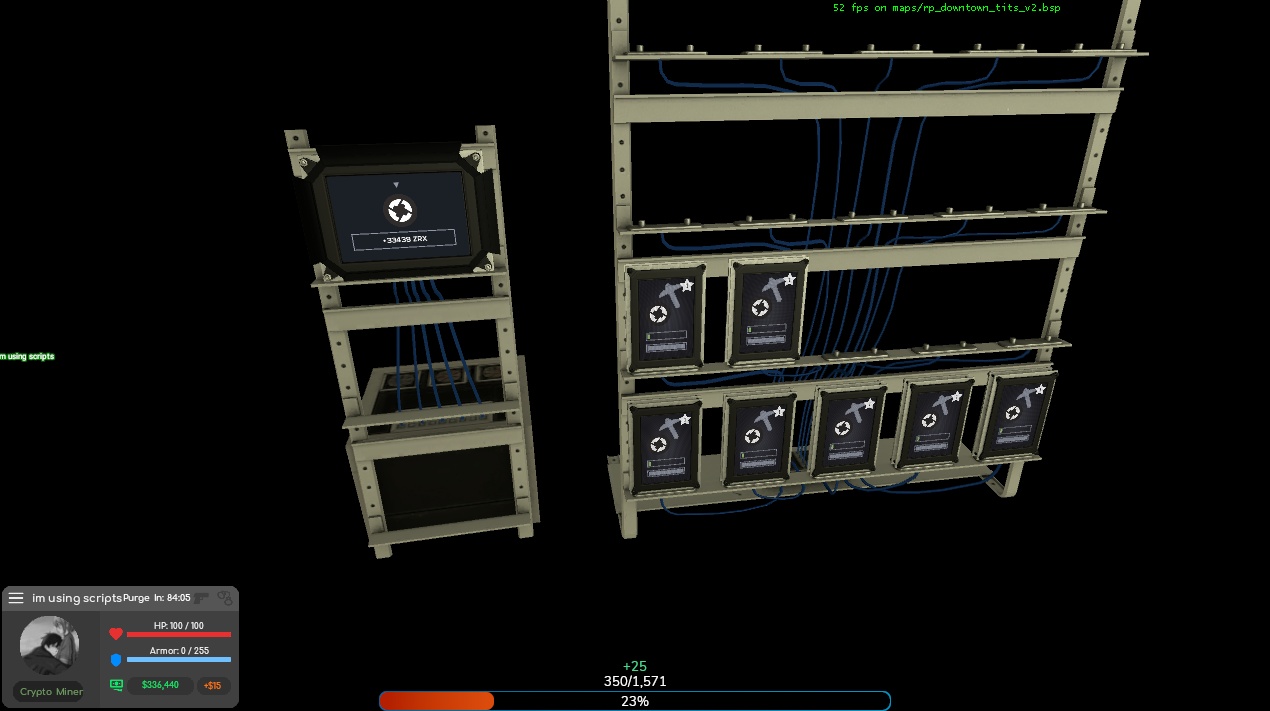 52 fps on maps/rp_downtown_tits_v2.bsp
+33439 ZRX
m using scripts
im using scripts
Purge In: 84:05
HP: 100 / 100
Armor: 0 / 255
$336,440
+$15
Crypto Miner
+25
350/1,571
23%